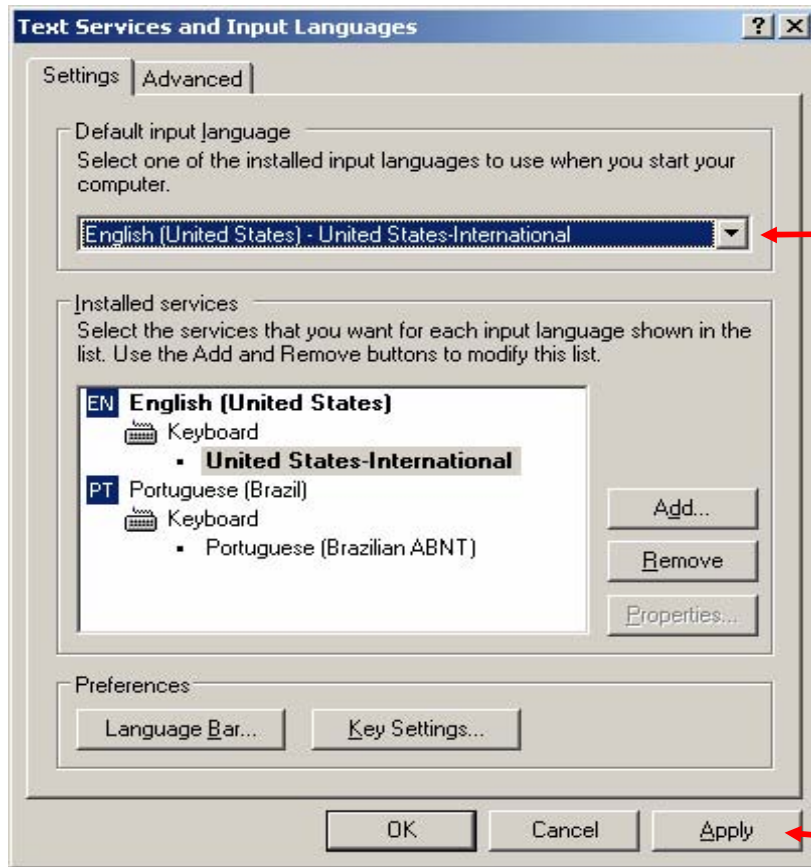 Text Services and Input Languages
Settings
Advanced
Default input language
Select one of the installed input languages to use when you start your
computer.
English (United States) - United States-International
Installed services
Select the services that you want for each input language shown in the
list. Use the Add and Remove buttons to modify this list.
EN English (United States)
Keyboard
▪ United States-International
PT Portuguese (Brazil)
Keyboard
▪ Portuguese (Brazilian ABNT)
Add...
Remove
Properties...
Preferences
Language Bar...
Key Settings...
OK
Cancel
Apply